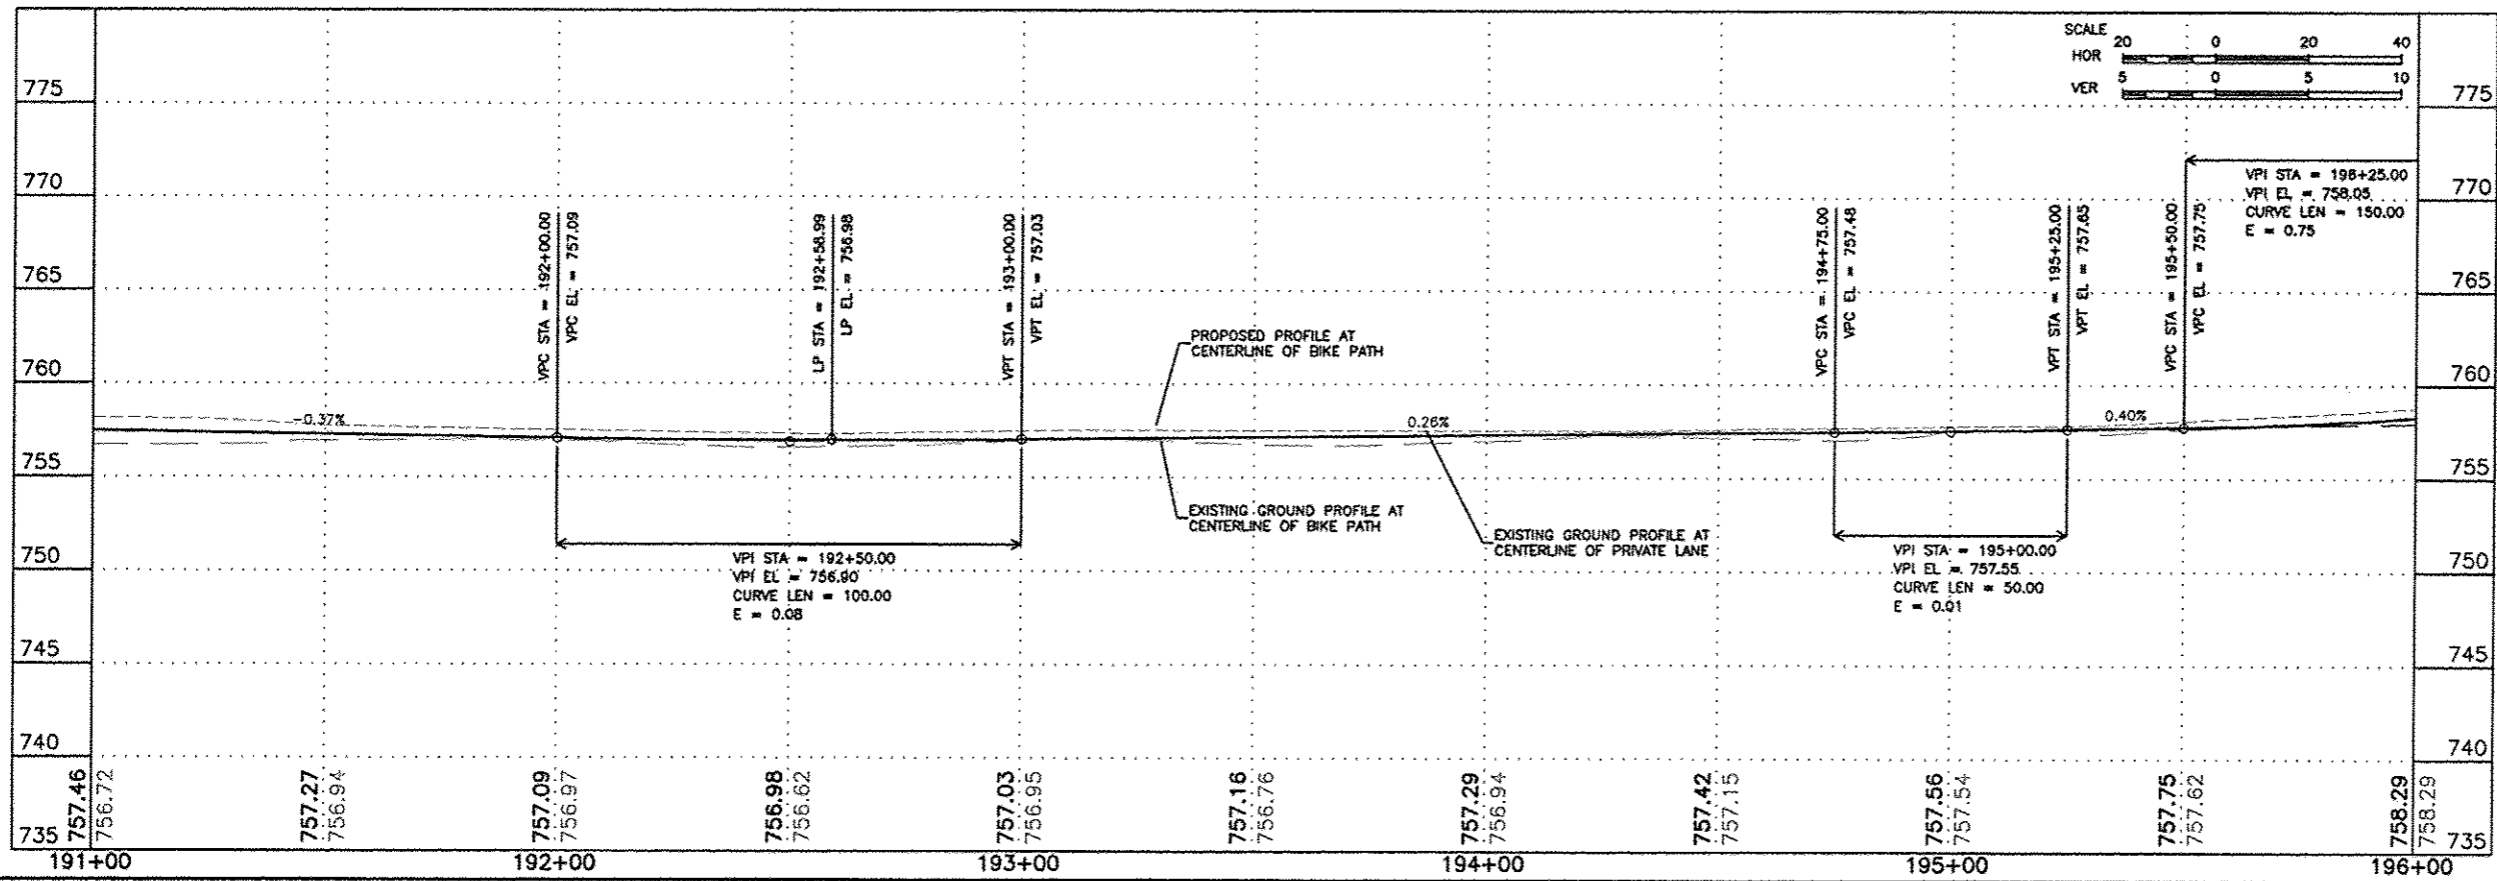 SCALE
20 0 20 40
HOR
5 0 5 10
VER
775 775
770 770
765 765
760 760
755 755
750 750
745 745
740 740
735 735
VPC STA = 192+00.00
VPC EL = 757.09
LP STA = 192+58.99
LP EL = 756.98
VPT STA = 193+00.00
VPT EL = 757.03
VPC STA = 194+75.00
VPC EL = 757.48
VPT STA = 195+25.00
VPT EL = 757.65
VPC STA = 195+50.00
VPC EL = 757.75
VPI STA = 196+25.00
VPI EL = 758.05
CURVE LEN = 150.00
E = 0.75
PROPOSED PROFILE AT
CENTERLINE OF BIKE PATH
-0.37%
0.26%
0.40%
EXISTING GROUND PROFILE AT
CENTERLINE OF BIKE PATH
EXISTING GROUND PROFILE AT
CENTERLINE OF PRIVATE LANE
VPI STA = 192+50.00
VPI EL = 756.90
CURVE LEN = 100.00
E = 0.08
VPI STA = 195+00.00
VPI EL = 757.55
CURVE LEN = 50.00
E = 0.01
757.46
756.72
757.27
756.94
757.09
756.97
756.98
756.62
757.03
756.95
757.16
756.76
757.29
756.94
757.42
757.15
757.56
757.54
757.75
757.62
758.29
758.29
191+00 192+00 193+00 194+00 195+00 196+00